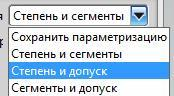 Степень и сегменты
Сохранить параметризацию
Степень и сегменты
Степень и допуск
Сегменты и допуск